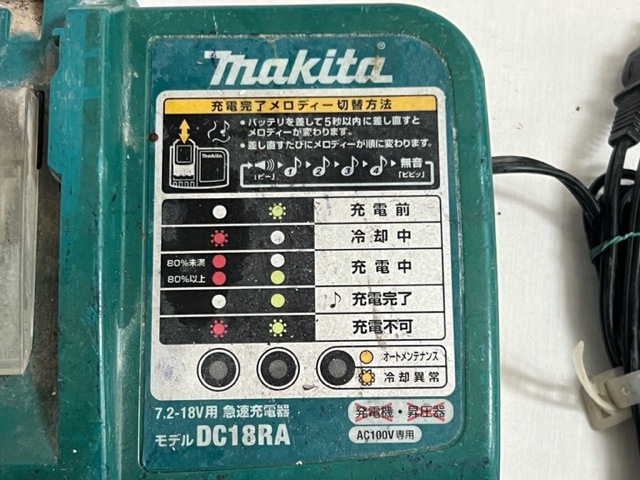 makita®
充電完了メロディー切替方法
• バッテリを差して5秒以内に差し直すと
メロディーが変わります。
• 差し直すたびにメロディーが順に変わります。
makita
「ピー」 1 2 3 4 無音 「ピピッ」
充電前
冷却中
80%未満
80%以上
充電中
充電完了
充電不可
オートメンテナンス
冷却異常
7.2-18V用 急速充電器
モデル DC18RA
発電機・昇圧器
AC100V専用